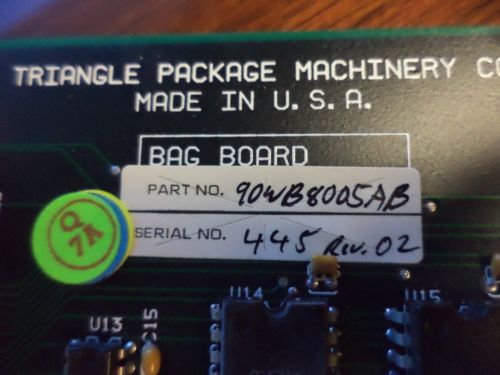 TRIANGLE PACKAGE MACHINERY CO
MADE IN U.S.A.
BAG BOARD
PART NO. 90WB8005AB
SERIAL NO. 445 Rev. 02
Q
7A
U14
U15
U13
C15